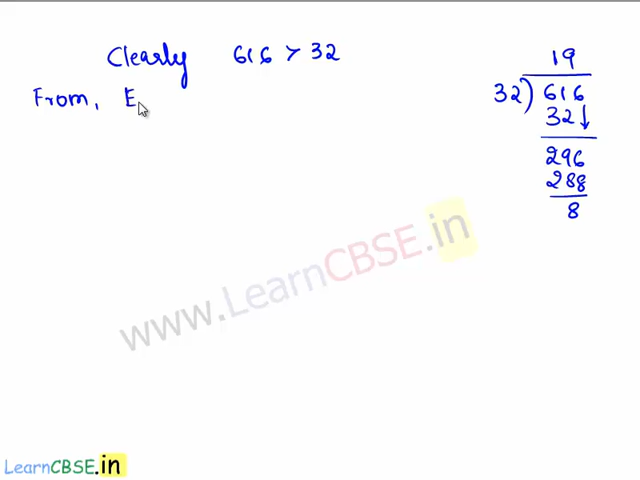 Clearly 616 > 32
From, E
19
32) 616
32↓
296
288
8
www.LearnCBSE.in
LearnCBSE.in